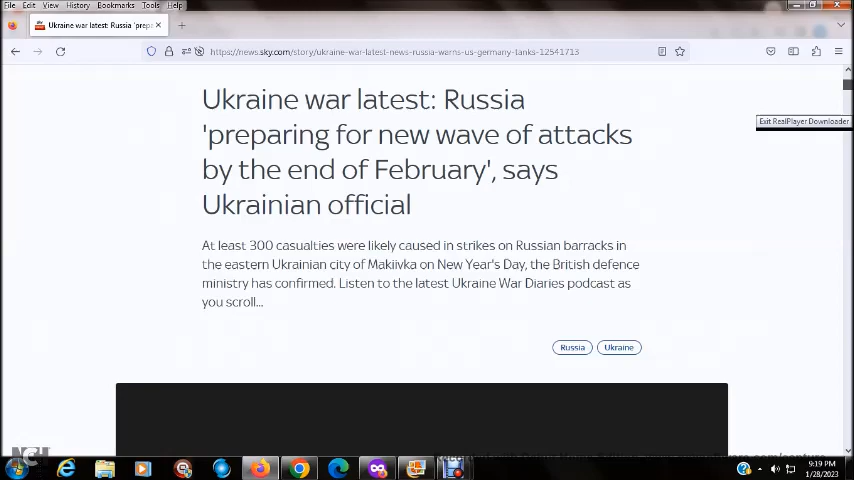 File Edit View History Bookmarks Tools Help
Ukraine war latest: Russia 'prepa
https://news.sky.com/story/ukraine-war-latest-news-russia-warns-us-germany-tanks-12541713
Ukraine war latest: Russia
'preparing for new wave of attacks
by the end of February', says
Ukrainian official
Exit RealPlayer Downloader
At least 300 casualties were likely caused in strikes on Russian barracks in
the eastern Ukrainian city of Makiivka on New Year's Day, the British defence
ministry has confirmed. Listen to the latest Ukraine War Diaries podcast as
you scroll...
Russia Ukraine
NCH
9:19 PM
1/28/2023